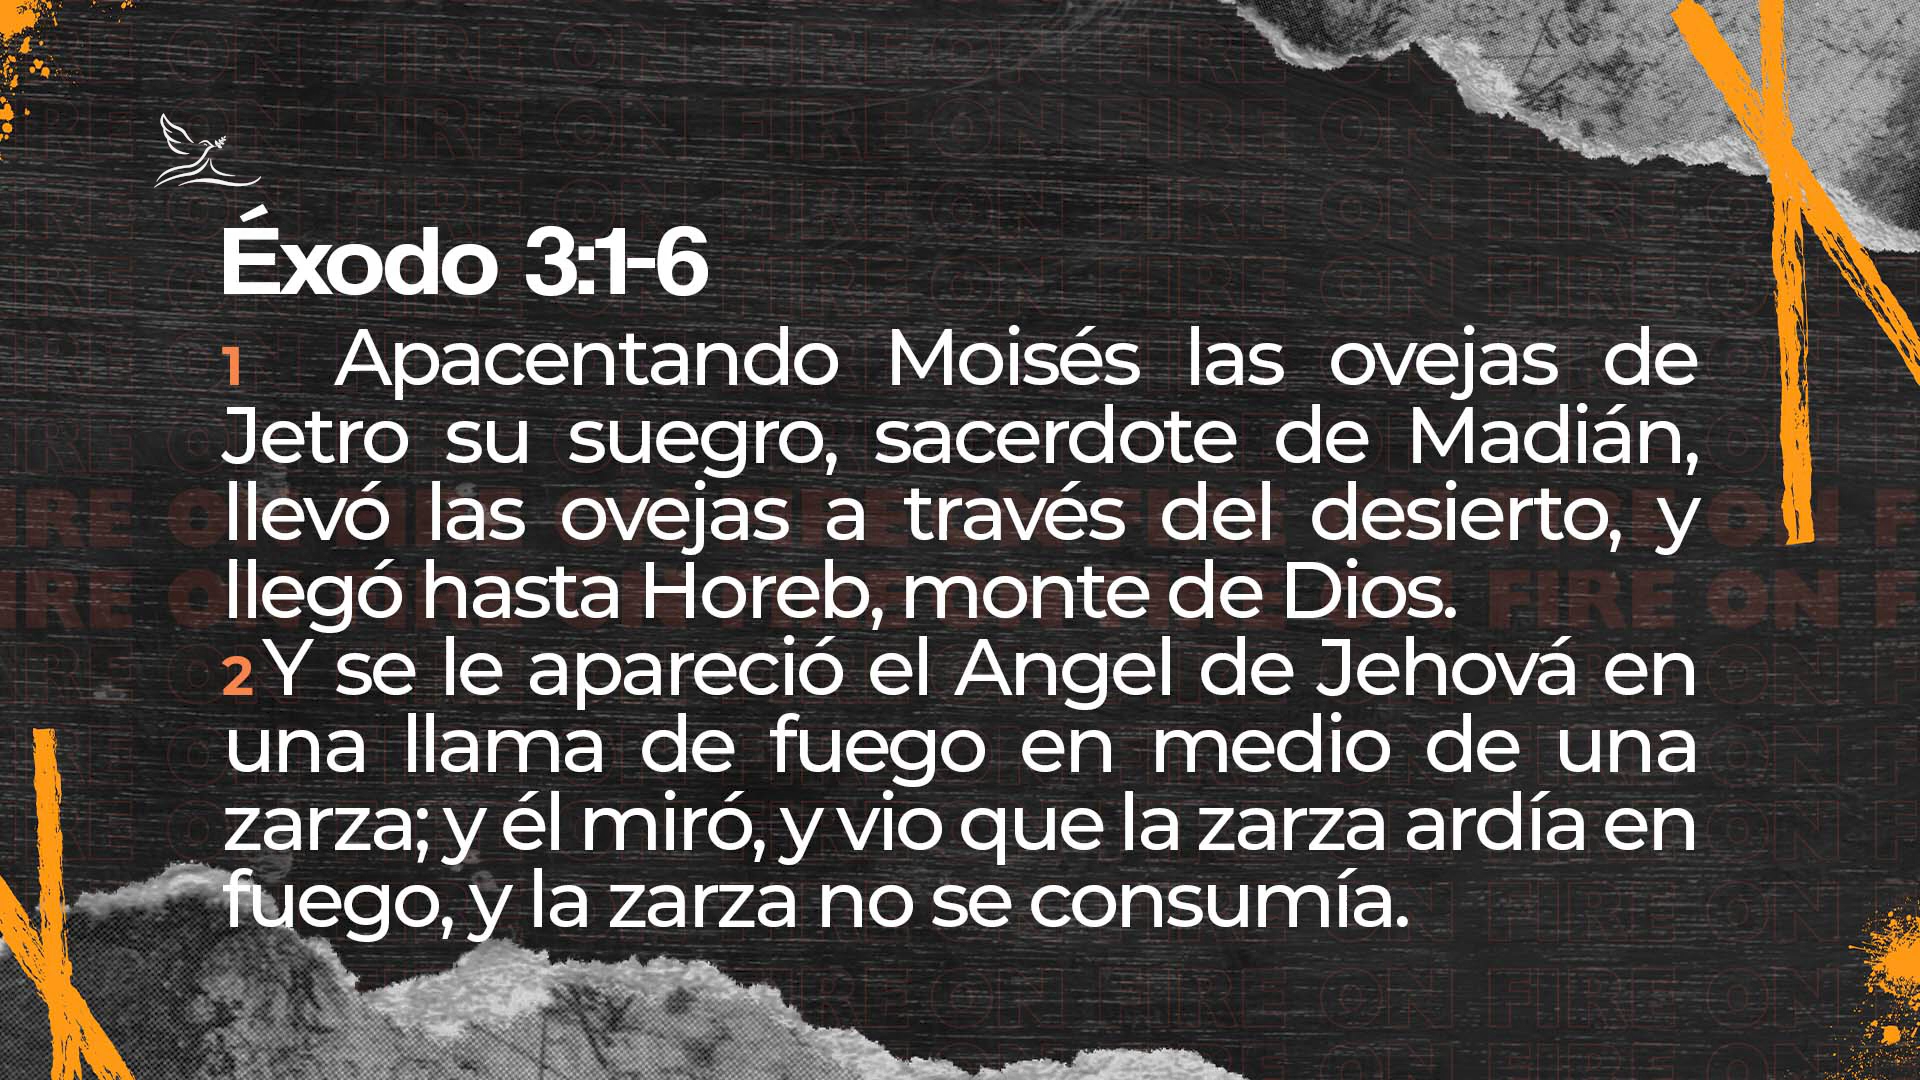 Éxodo 3:1-6
1 Apacentando Moisés las ovejas de
Jetro su suegro, sacerdote de Madián,
llevó las ovejas a través del desierto, y
llegó hasta Horeb, monte de Dios.
2 Y se le apareció el Angel de Jehová en
una llama de fuego en medio de una
zarza; y él miró, y vio que la zarza ardía en
fuego, y la zarza no se consumía.